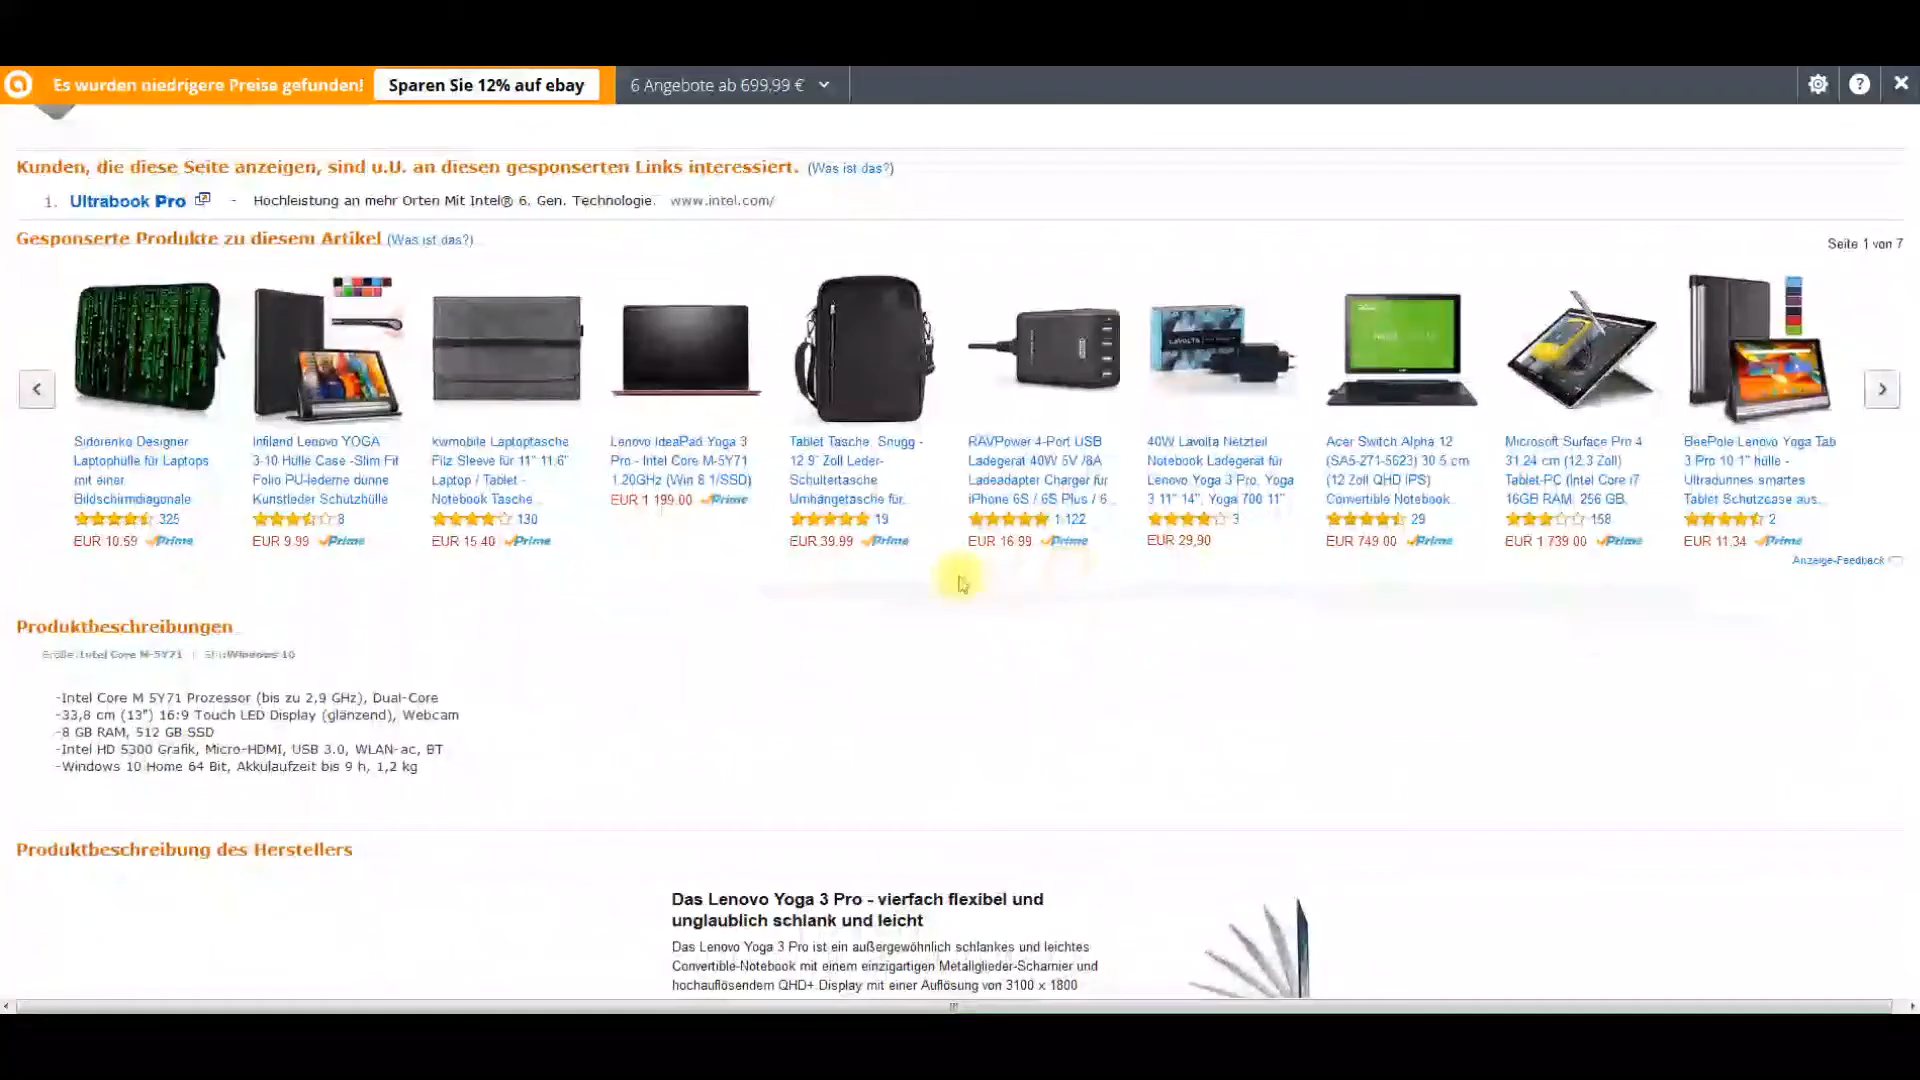 Es wurden niedrigere Preise gefunden! Sparen Sie 12% auf ebay 6 Angebote ab 699,99 €
Kunden, die diese Seite anzeigen, sind u.U. an diesen gesponserten Links interessiert. (Was ist das?)
1. Ultrabook Pro - Hochleistung an mehr Orten Mit Intel® 6. Gen. Technologie. www.intel.com/
Gesponserte Produkte zu diesem Artikel (Was ist das?)
Seite 1 von 7
Sidorenko Designer
Laptophülle für Laptops
mit einer
Bildschirmdiagonale
325
EUR 10.59 Prime
Infiland Lenovo YOGA
3-10 Hülle Case -Slim Fit
Folio PU-lederne dünne
Kunstleder Schutzhülle
8
EUR 9.99 Prime
kwmobile Laptoptasche
Filz Sleeve für 11" 11.6"
Laptop / Tablet -
Notebook Tasche...
130
EUR 15.40 Prime
Lenovo IdeaPad Yoga 3
Pro - Intel Core M-5Y71
1.20GHz (Win 8 1/SSD)
EUR 1 199.00 Prime
Tablet Tasche, Snugg -
12.9" Zoll Leder-
Schultertasche
Umhängetasche für...
19
EUR 39.99 Prime
RAVPower 4-Port USB
Ladegerät 40W 5V /8A
Ladeadapter Charger für
iPhone 6S / 6S Plus / 6...
1 122
EUR 16.99 Prime
40W Lavolta Netzteil
Notebook Ladegerät für
Lenovo Yoga 3 Pro, Yoga
3 11" 14", Yoga 700 11"
3
EUR 29,90
Acer Switch Alpha 12
(SA5-271-5623) 30.5 cm
(12 Zoll QHD IPS)
Convertible Notebook...
29
EUR 749.00 Prime
Microsoft Surface Pro 4
31.24 cm (12.3 Zoll)
Tablet-PC (Intel Core i7
16GB RAM, 256 GB,
158
EUR 1 739 00 Prime
BeePole Lenovo Yoga Tab
3 Pro 10 1" hülle -
Ultradünnes smartes
Tablet Schutzcase aus...
2
EUR 11.34 Prime
Anzeige-Feedback
Produktbeschreibungen
Größe: Intel Core M-5Y71 | Stil: Windows 10
-Intel Core M 5Y71 Prozessor (bis zu 2,9 GHz), Dual-Core
-33,8 cm (13") 16:9 Touch LED Display (glänzend), Webcam
-8 GB RAM, 512 GB SSD
-Intel HD 5300 Grafik, Micro-HDMI, USB 3.0, WLAN-ac, BT
-Windows 10 Home 64 Bit, Akkulaufzeit bis 9 h, 1,2 kg
Produktbeschreibung des Herstellers
Das Lenovo Yoga 3 Pro - vierfach flexibel und
unglaublich schlank und leicht
Das Lenovo Yoga 3 Pro ist ein außergewöhnlich schlankes und leichtes
Convertible-Notebook mit einem einzigartigen Metallglieder-Scharnier und
hochauflösendem QHD+ Display mit einer Auflösung von 3100 x 1800